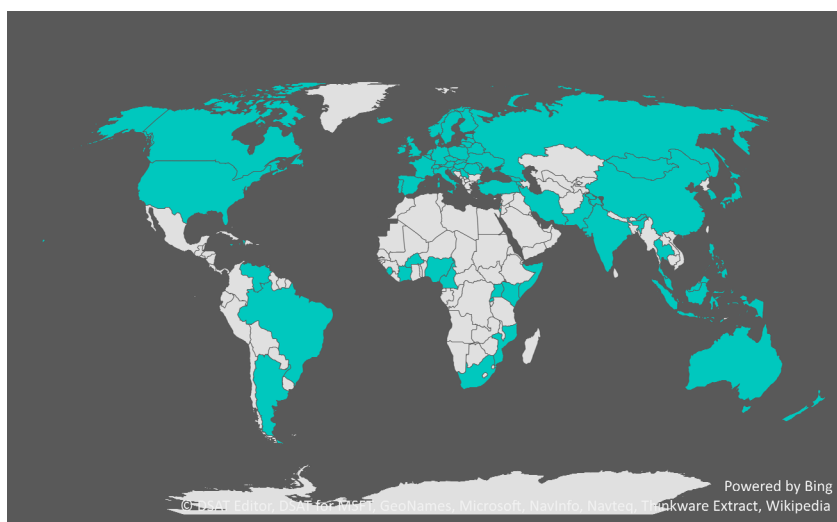 Powered by Bing
© DSAT Editor, DSAT for MSFT, GeoNames, Microsoft, NavInfo, Navteq, Thinkware Extract, Wikipedia